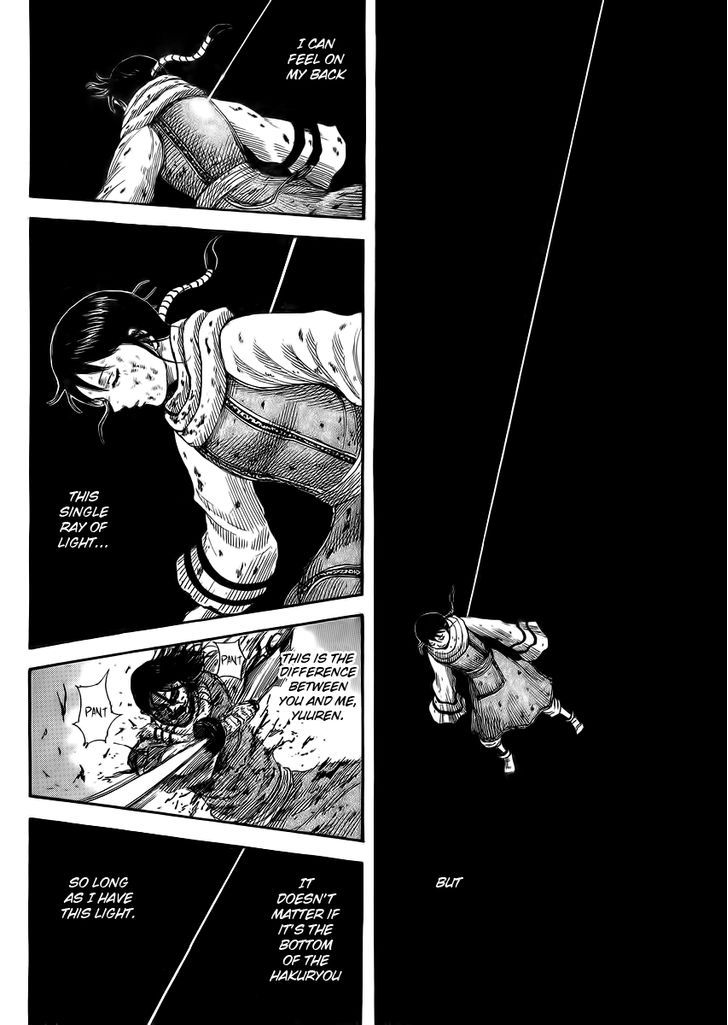 BUT
I CAN
FEEL ON
MY BACK
THIS
SINGLE
RAY OF
LIGHT...
THIS IS THE
DIFFERENCE
BETWEEN
YOU AND ME,
YUUREN.
PANT
PANT
IT
DOESN'T
MATTER IF
IT'S THE
BOTTOM
OF THE
HAKURYOU
SO LONG
AS I HAVE
THIS LIGHT.